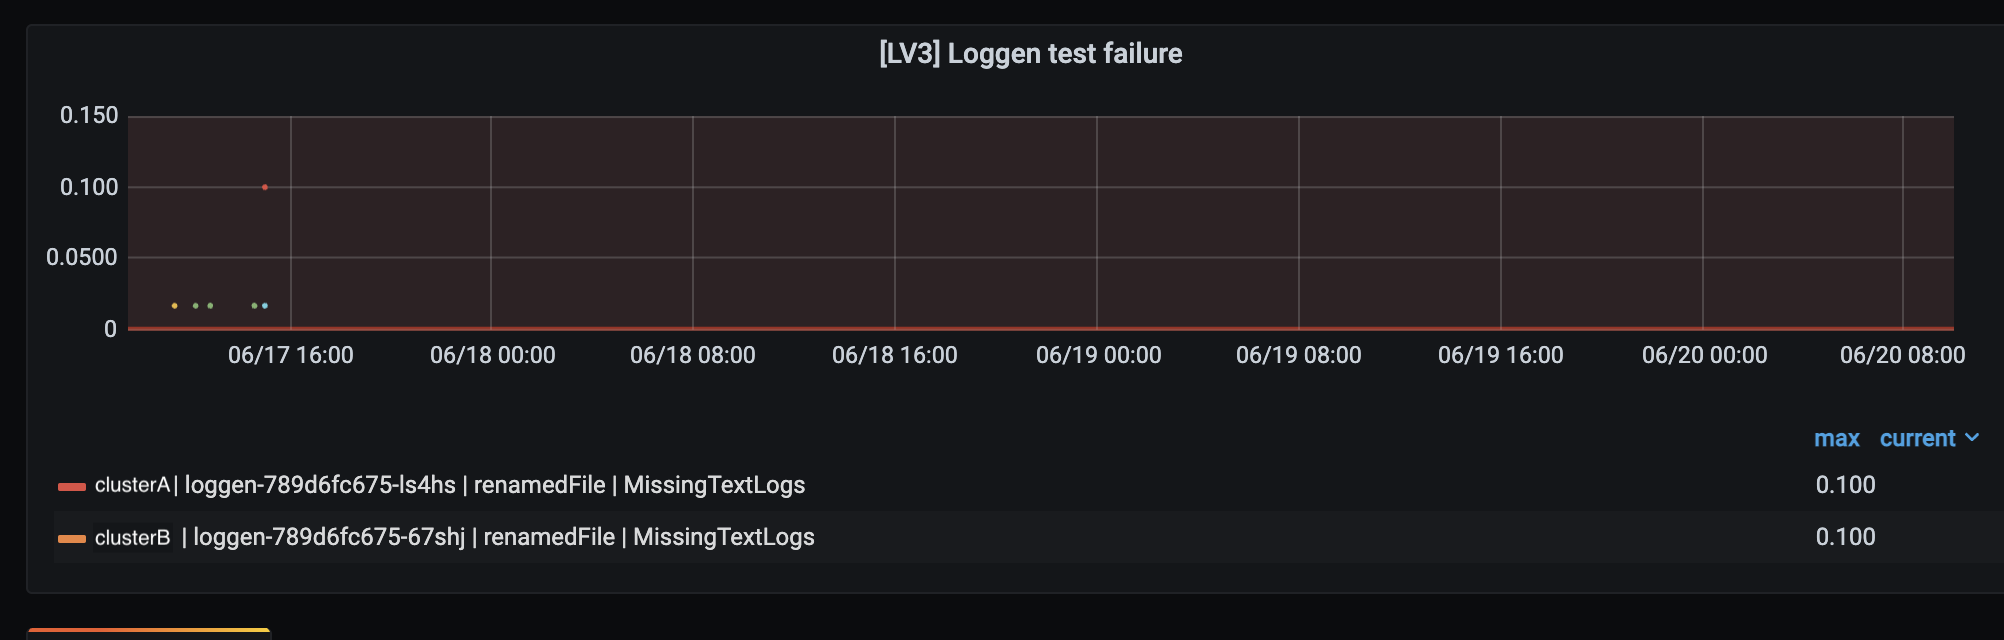 [LV3] Loggen test failure
0.150
0.100
0.0500
0
06/17 16:00 06/18 00:00 06/18 08:00 06/18 16:00 06/19 00:00 06/19 08:00 06/19 16:00 06/20 00:00 06/20 08:00
max current
clusterA | loggen-789d6fc675-ls4hs | renamedFile | MissingTextLogs 0.100
clusterB | loggen-789d6fc675-67shj | renamedFile | MissingTextLogs 0.100